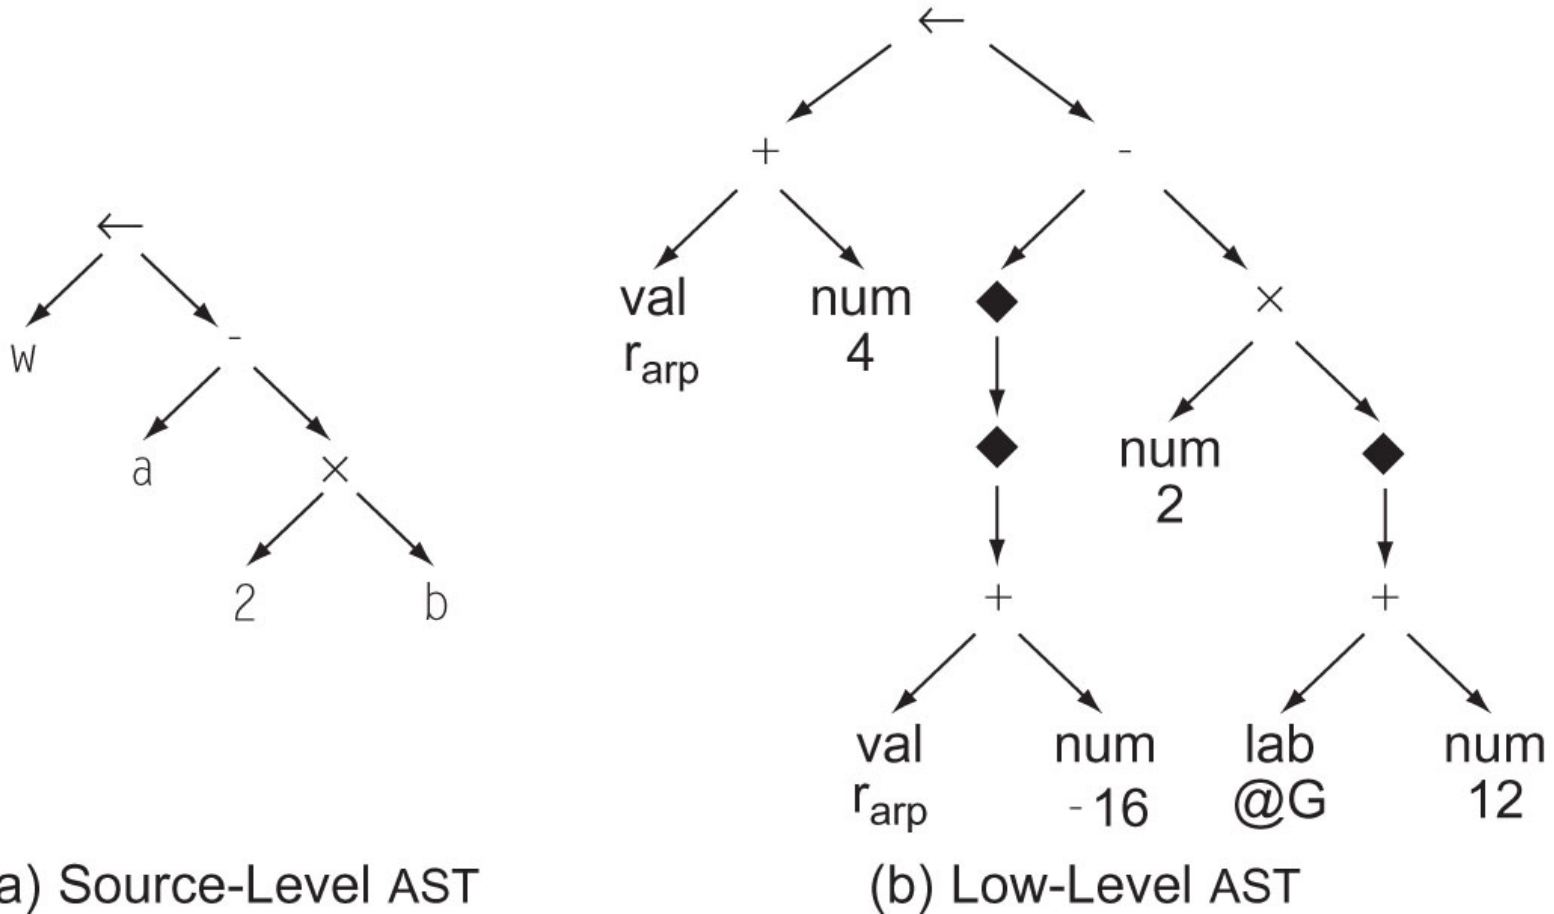 ←
+ -
←
val num ×
r_arp 4
w -
a × num
2
2 b + +
val num lab num
r_arp -16 @G 12
a) Source-Level AST (b) Low-Level AST